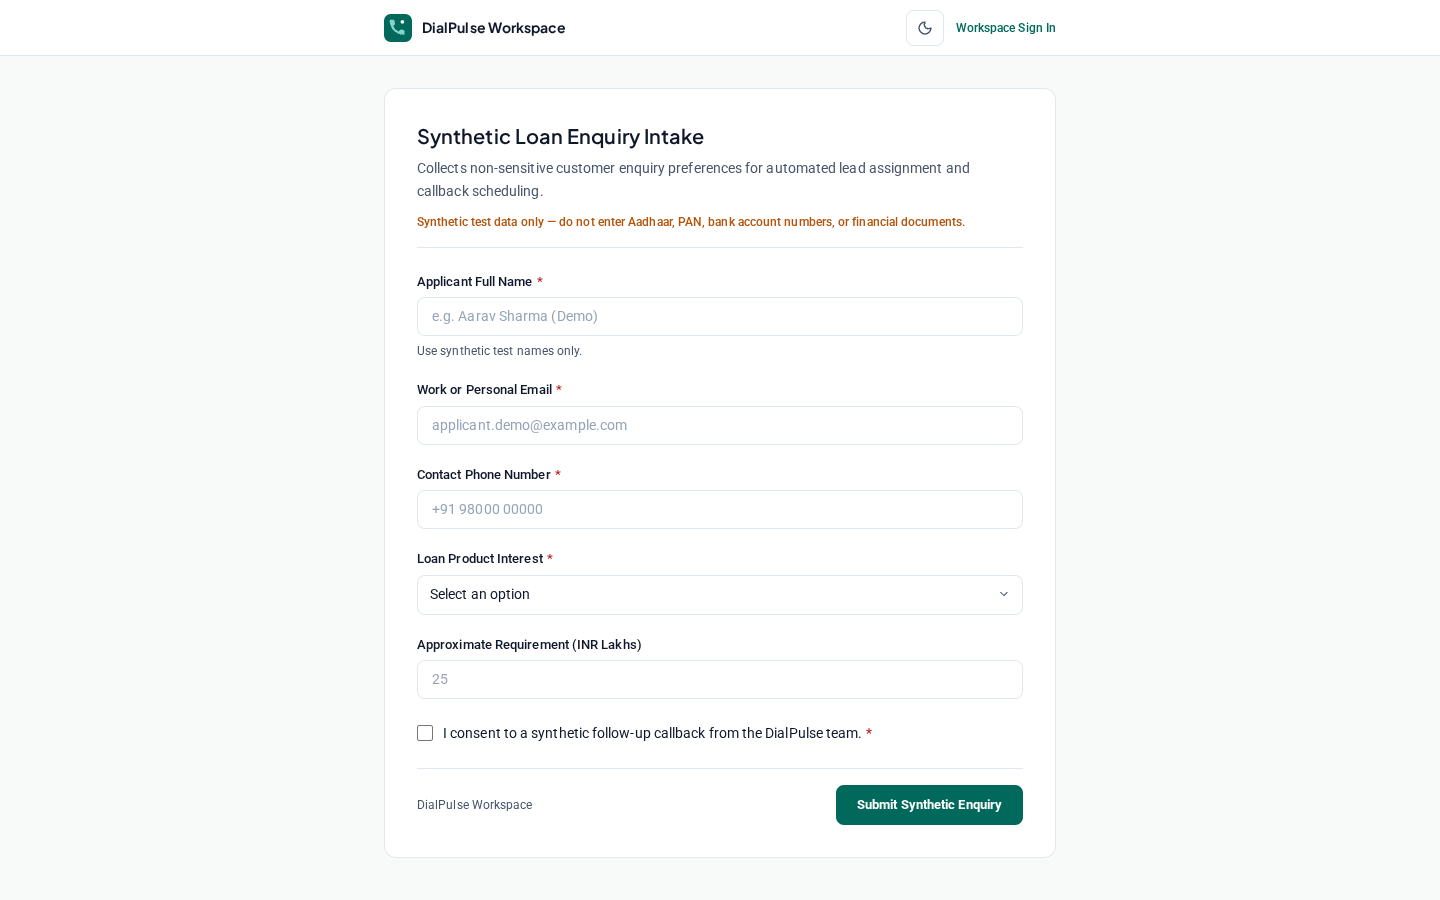 DialPulse Workspace
Workspace Sign In
Synthetic Loan Enquiry Intake
Collects non-sensitive customer enquiry preferences for automated lead assignment and
callback scheduling.
Synthetic test data only — do not enter Aadhaar, PAN, bank account numbers, or financial documents.
Applicant Full Name *
e.g. Aarav Sharma (Demo)
Use synthetic test names only.
Work or Personal Email *
applicant.demo@example.com
Contact Phone Number *
+91 98000 00000
Loan Product Interest *
Select an option
Approximate Requirement (INR Lakhs)
25
I consent to a synthetic follow-up callback from the DialPulse team. *
DialPulse Workspace
Submit Synthetic Enquiry